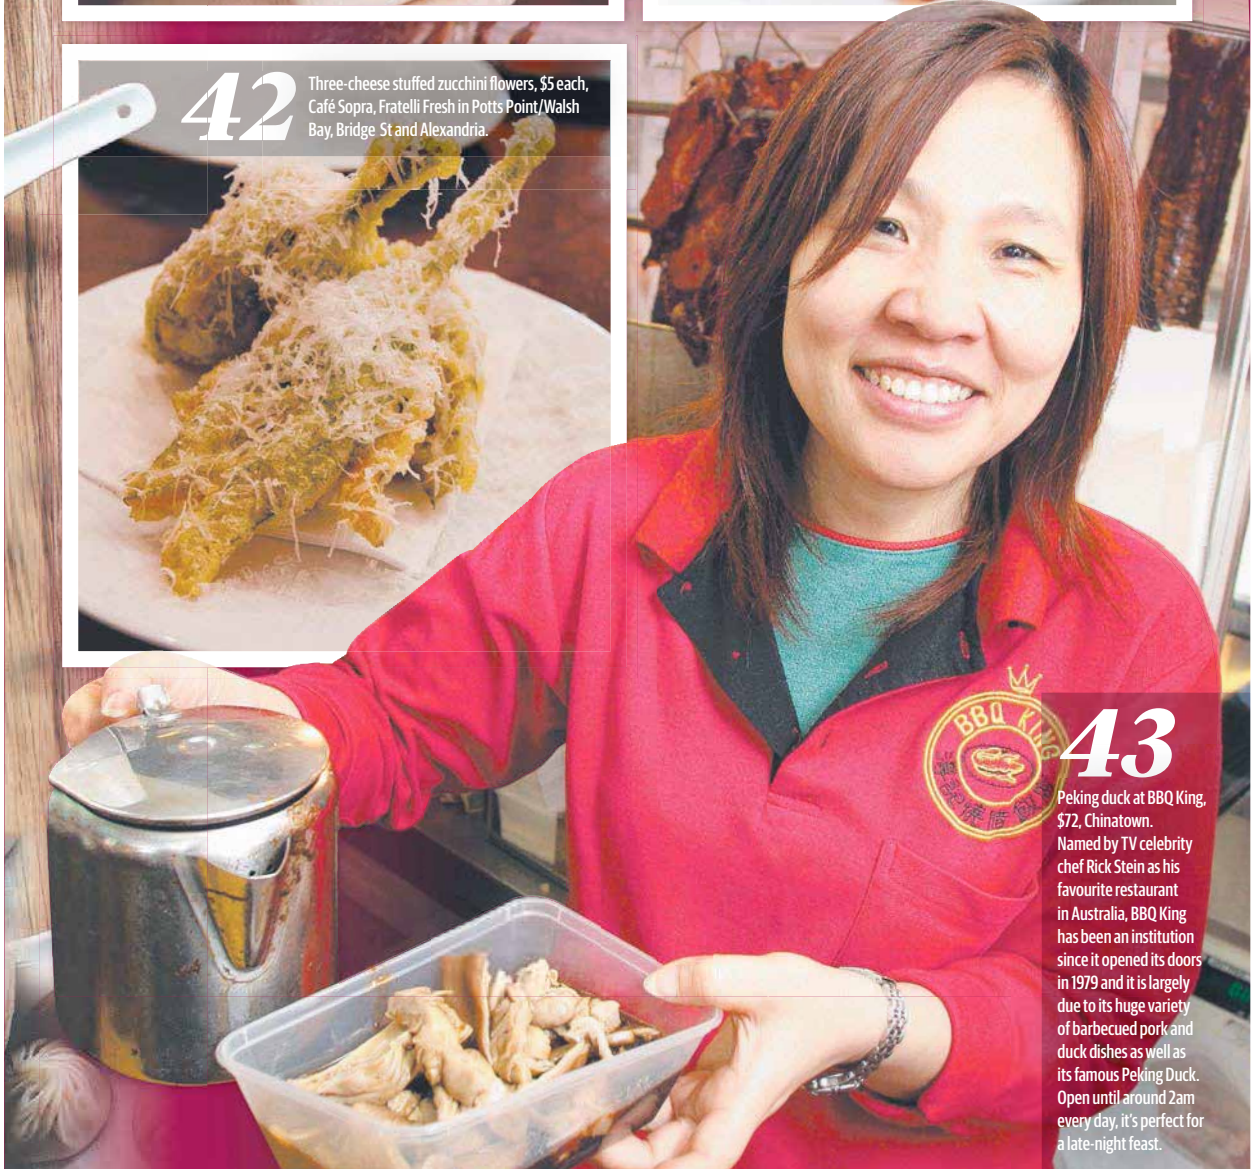 42
Three-cheese stuffed zucchini flowers, $5 each,
Café Sopra, Fratelli Fresh in Potts Point/Walsh
Bay, Bridge St and Alexandria.
BBQ KING
43
Peking duck at BBQ King,
$72, Chinatown.
Named by TV celebrity
chef Rick Stein as his
favourite restaurant
in Australia, BBQ King
has been an institution
since it opened its doors
in 1979 and it is largely
due to its huge variety
of barbecued pork and
duck dishes as well as
its famous Peking Duck.
Open until around 2am
every day, it's perfect for
a late-night feast.